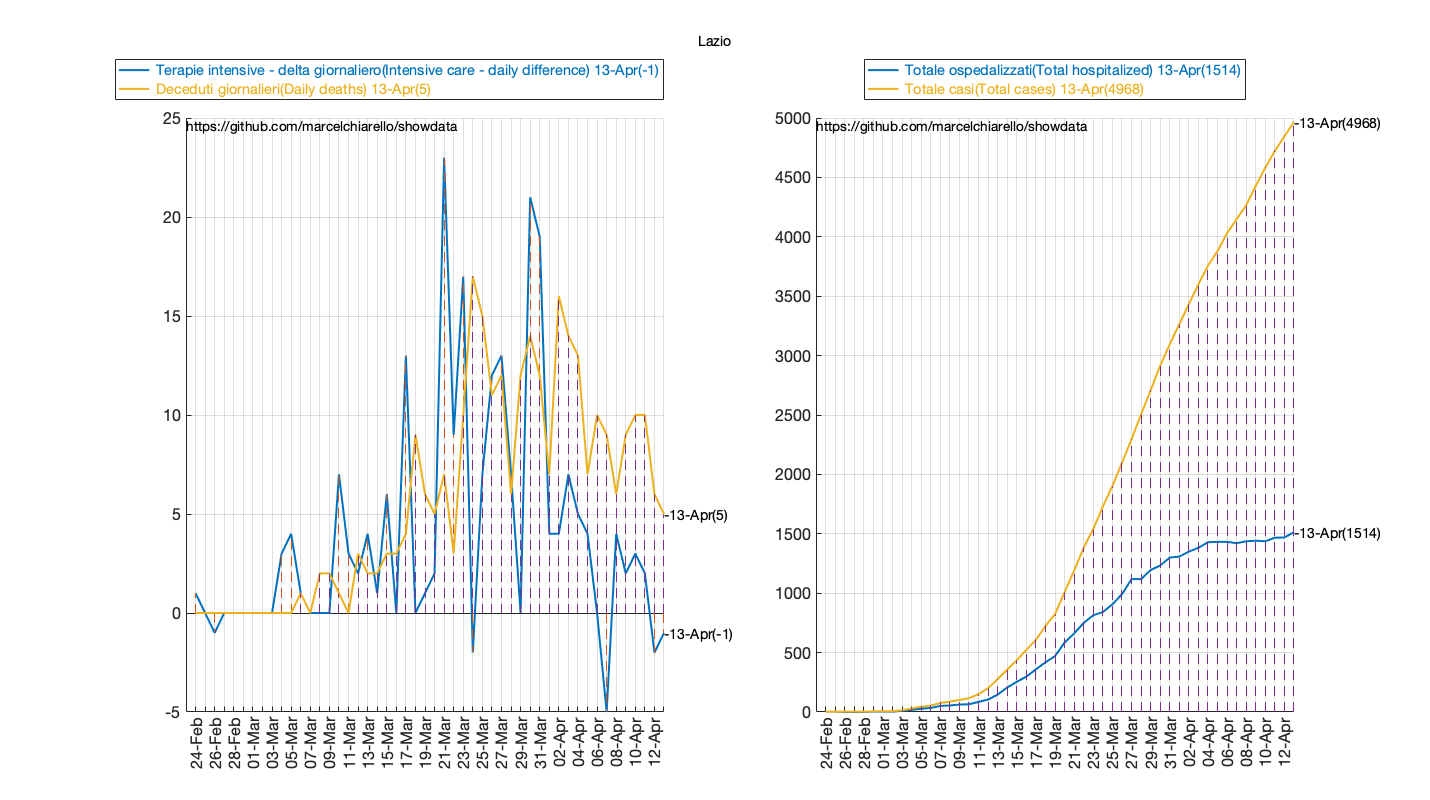 Lazio
Terapie intensive - delta giornaliero(Intensive care - daily difference) 13-Apr(-1)
Deceduti giornalieri(Daily deaths) 13-Apr(5)
https://github.com/marcelchiarello/showdata
25
20
15
10
5
0
-5
-13-Apr(5)
-13-Apr(-1)
24-Feb
26-Feb
28-Feb
01-Mar
03-Mar
05-Mar
07-Mar
09-Mar
11-Mar
13-Mar
15-Mar
17-Mar
19-Mar
21-Mar
23-Mar
25-Mar
27-Mar
29-Mar
31-Mar
02-Apr
04-Apr
06-Apr
08-Apr
10-Apr
12-Apr
Totale ospedalizzati(Total hospitalized) 13-Apr(1514)
Totale casi(Total cases) 13-Apr(4968)
https://github.com/marcelchiarello/showdata
5000
4500
4000
3500
3000
2500
2000
1500
1000
500
0
-13-Apr(4968)
-13-Apr(1514)
24-Feb
26-Feb
28-Feb
01-Mar
03-Mar
05-Mar
07-Mar
09-Mar
11-Mar
13-Mar
15-Mar
17-Mar
19-Mar
21-Mar
23-Mar
25-Mar
27-Mar
29-Mar
31-Mar
02-Apr
04-Apr
06-Apr
08-Apr
10-Apr
12-Apr